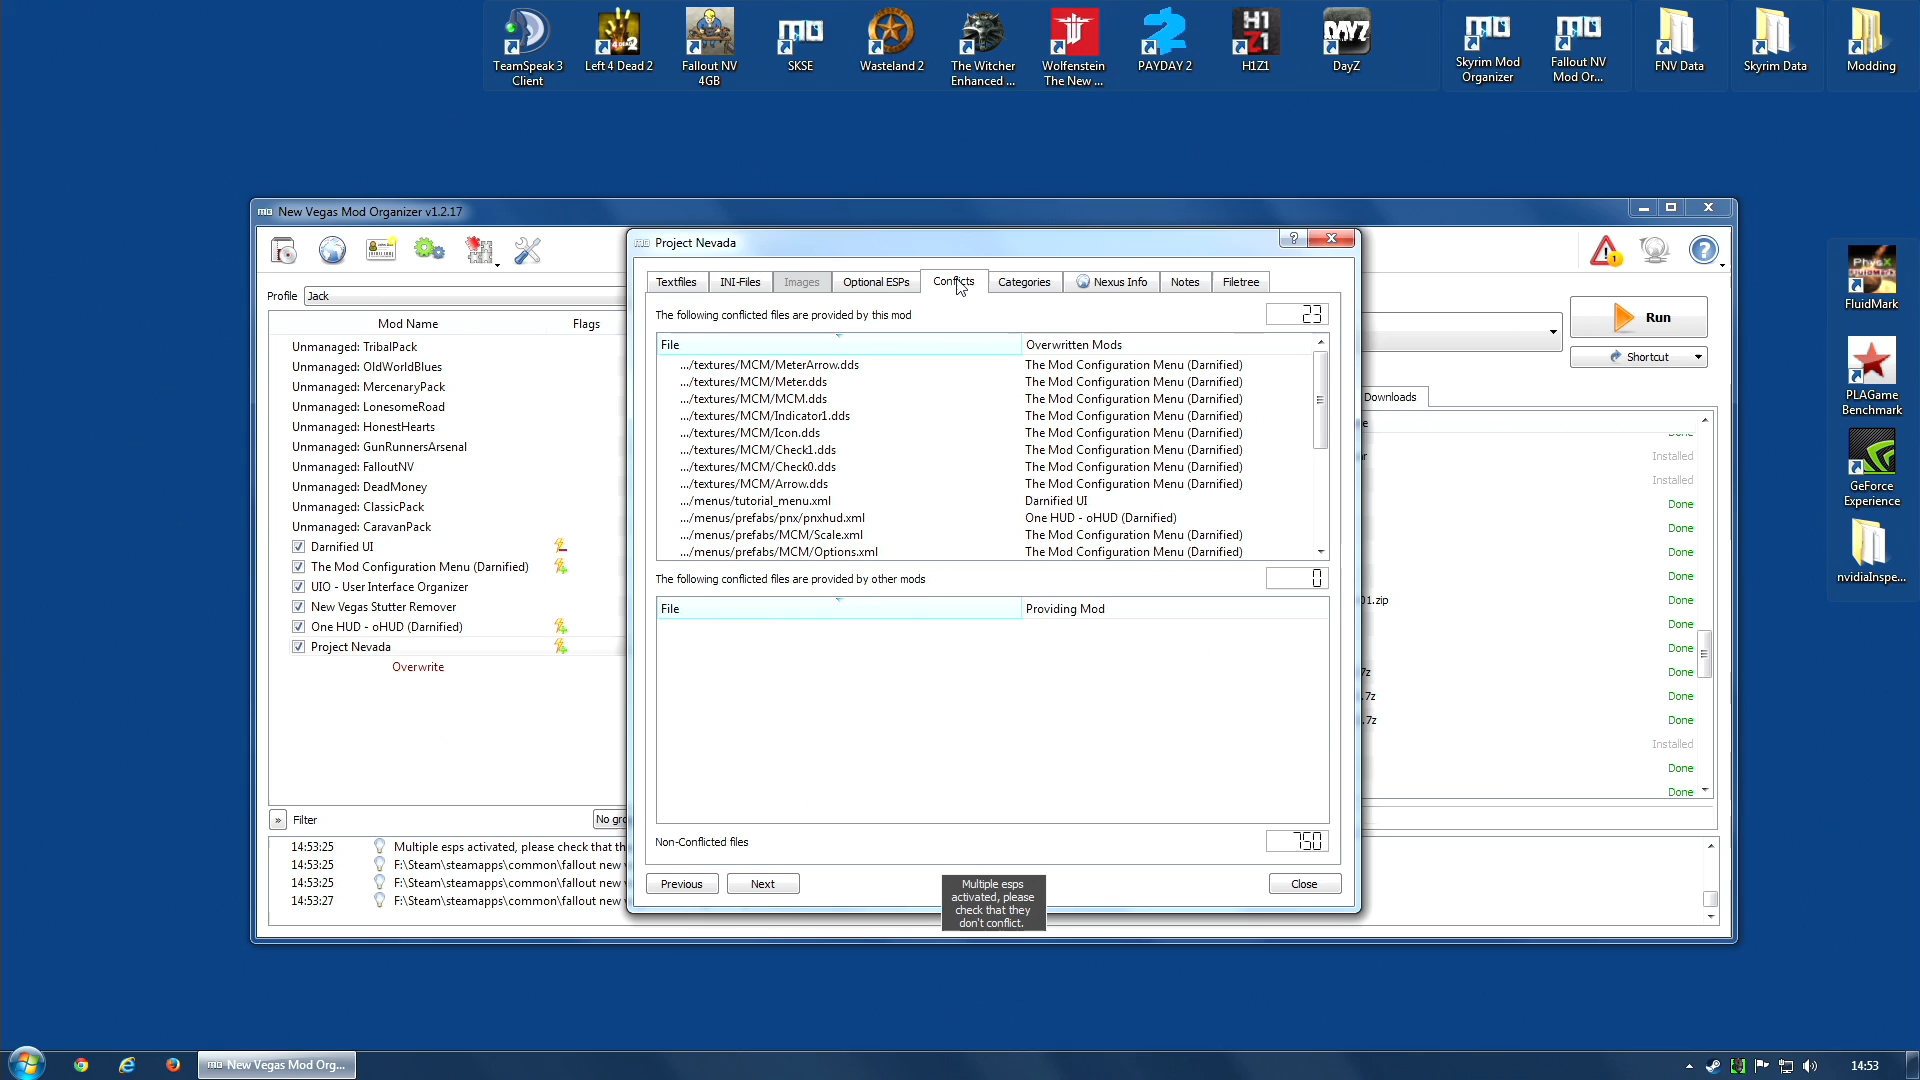 TeamSpeak 3
Client
Left 4 Dead 2
Fallout NV
4GB
SKSE
Wasteland 2
The Witcher
Enhanced ...
Wolfenstein
The New ...
PAYDAY 2
H1Z1
DayZ
Skyrim Mod
Organizer
Fallout NV
Mod Or...
FNV Data
Skyrim Data
Modding
FluidMark
PLAGame
Benchmark
GeForce
Experience
nvidiaInspe...
New Vegas Mod Organizer v1.2.17
Profile
Jack
Mod Name
Flags
Unmanaged: TribalPack
Unmanaged: OldWorldBlues
Unmanaged: MercenaryPack
Unmanaged: LonesomeRoad
Unmanaged: HonestHearts
Unmanaged: GunRunnersArsenal
Unmanaged: FalloutNV
Unmanaged: DeadMoney
Unmanaged: ClassicPack
Unmanaged: CaravanPack
Darnified UI
The Mod Configuration Menu (Darnified)
UIO - User Interface Organizer
New Vegas Stutter Remover
One HUD - oHUD (Darnified)
Project Nevada
Overwrite
» Filter
No gro
14:53:25 Multiple esps activated, please check that th
14:53:25 F:\Steam\steamapps\common\fallout new v
14:53:25 F:\Steam\steamapps\common\fallout new v
14:53:27 F:\Steam\steamapps\common\fallout new v
Project Nevada
Textfiles
INI-Files
Images
Optional ESPs
Conflicts
Categories
Nexus Info
Notes
Filetree
The following conflicted files are provided by this mod
23
File Overwritten Mods
.../textures/MCM/MeterArrow.dds The Mod Configuration Menu (Darnified)
.../textures/MCM/Meter.dds The Mod Configuration Menu (Darnified)
.../textures/MCM/MCM.dds The Mod Configuration Menu (Darnified)
.../textures/MCM/Indicator1.dds The Mod Configuration Menu (Darnified)
.../textures/MCM/Icon.dds The Mod Configuration Menu (Darnified)
.../textures/MCM/Check1.dds The Mod Configuration Menu (Darnified)
.../textures/MCM/Check0.dds The Mod Configuration Menu (Darnified)
.../textures/MCM/Arrow.dds The Mod Configuration Menu (Darnified)
.../menus/tutorial_menu.xml Darnified UI
.../menus/prefabs/pnx/pnxhud.xml One HUD - oHUD (Darnified)
.../menus/prefabs/MCM/Scale.xml The Mod Configuration Menu (Darnified)
.../menus/prefabs/MCM/Options.xml The Mod Configuration Menu (Darnified)
The following conflicted files are provided by other mods
0
File Providing Mod
Non-Conflicted files
750
Previous
Next
Close
Multiple esps
activated, please
check that they
don't conflict.
1
Run
Shortcut
Downloads
e
Done
ar Installed
Installed
Done
Done
Done
Done
01.zip Done
Done
Done
7z Done
.7z Done
.7z Done
Installed
Done
Done
New Vegas Mod Org...
14:53